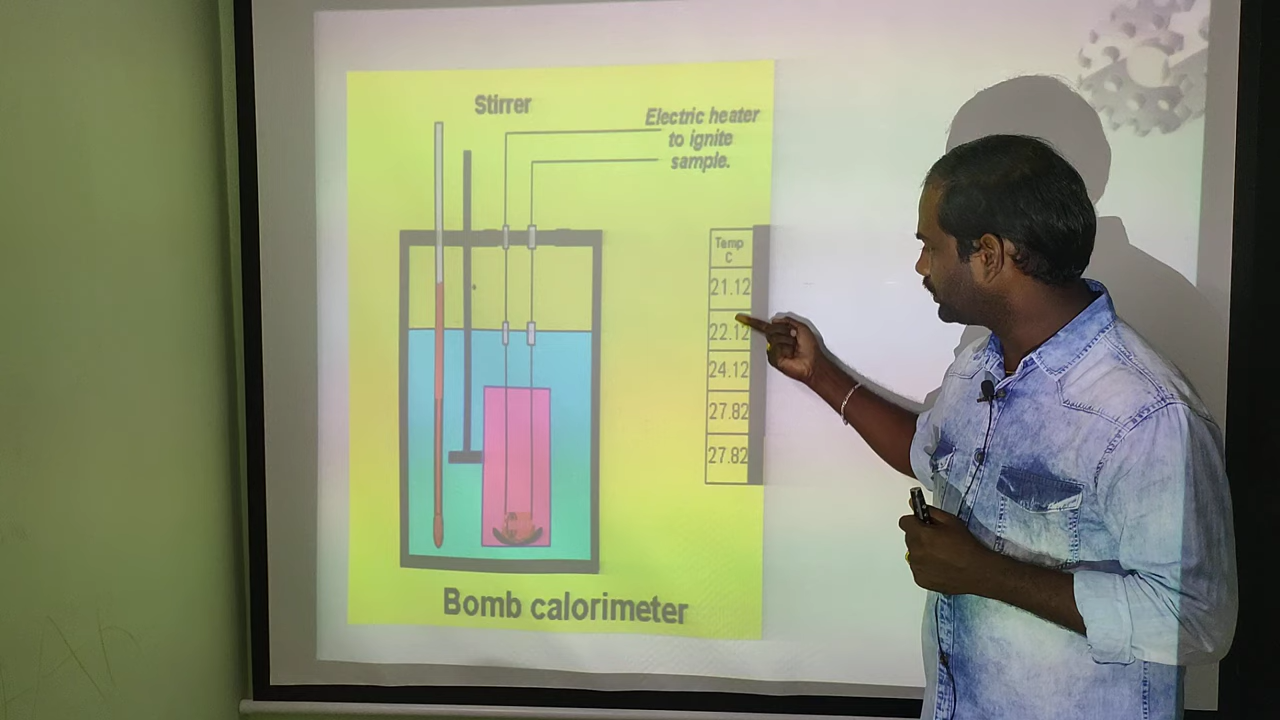 Stirrer
Electric heater
to ignite
sample.
Temp
C
21.12
22.12
24.12
27.82
27.82
Bomb calorimeter